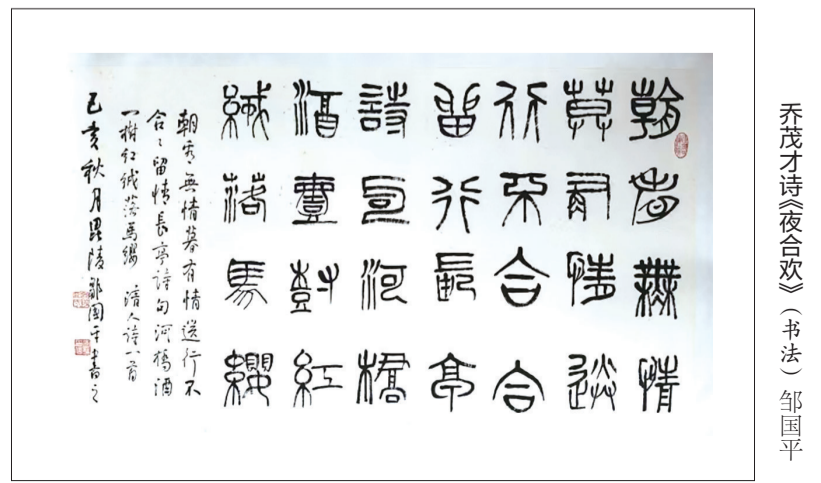 乔茂才诗《夜合欢》（书法） 邹国平
朝看無情
莫有情送
行不合合
留行長亭
詩句河橋
酒壹樹紅
絨落馬纓
朝看無情暮有情送行不
合〻留情長亭詩句河橋酒
一樹紅絨落馬纓 清人詩一首
己亥秋月毘陵鄒國平書之